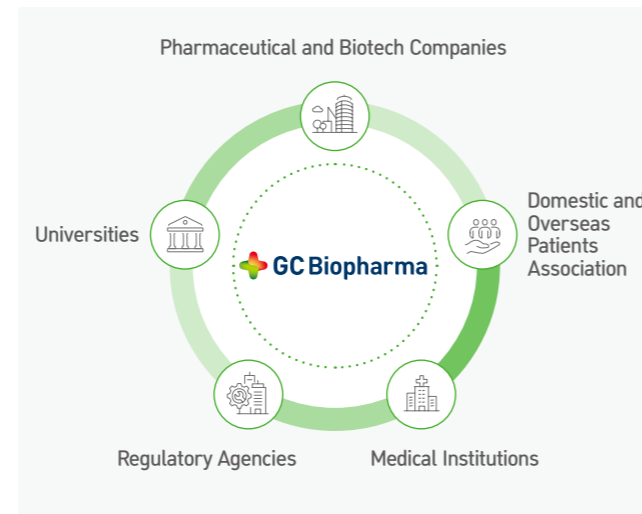 Pharmaceutical and Biotech Companies
Universities
GC Biopharma
Domestic and
Overseas
Patients
Association
Regulatory Agencies
Medical Institutions